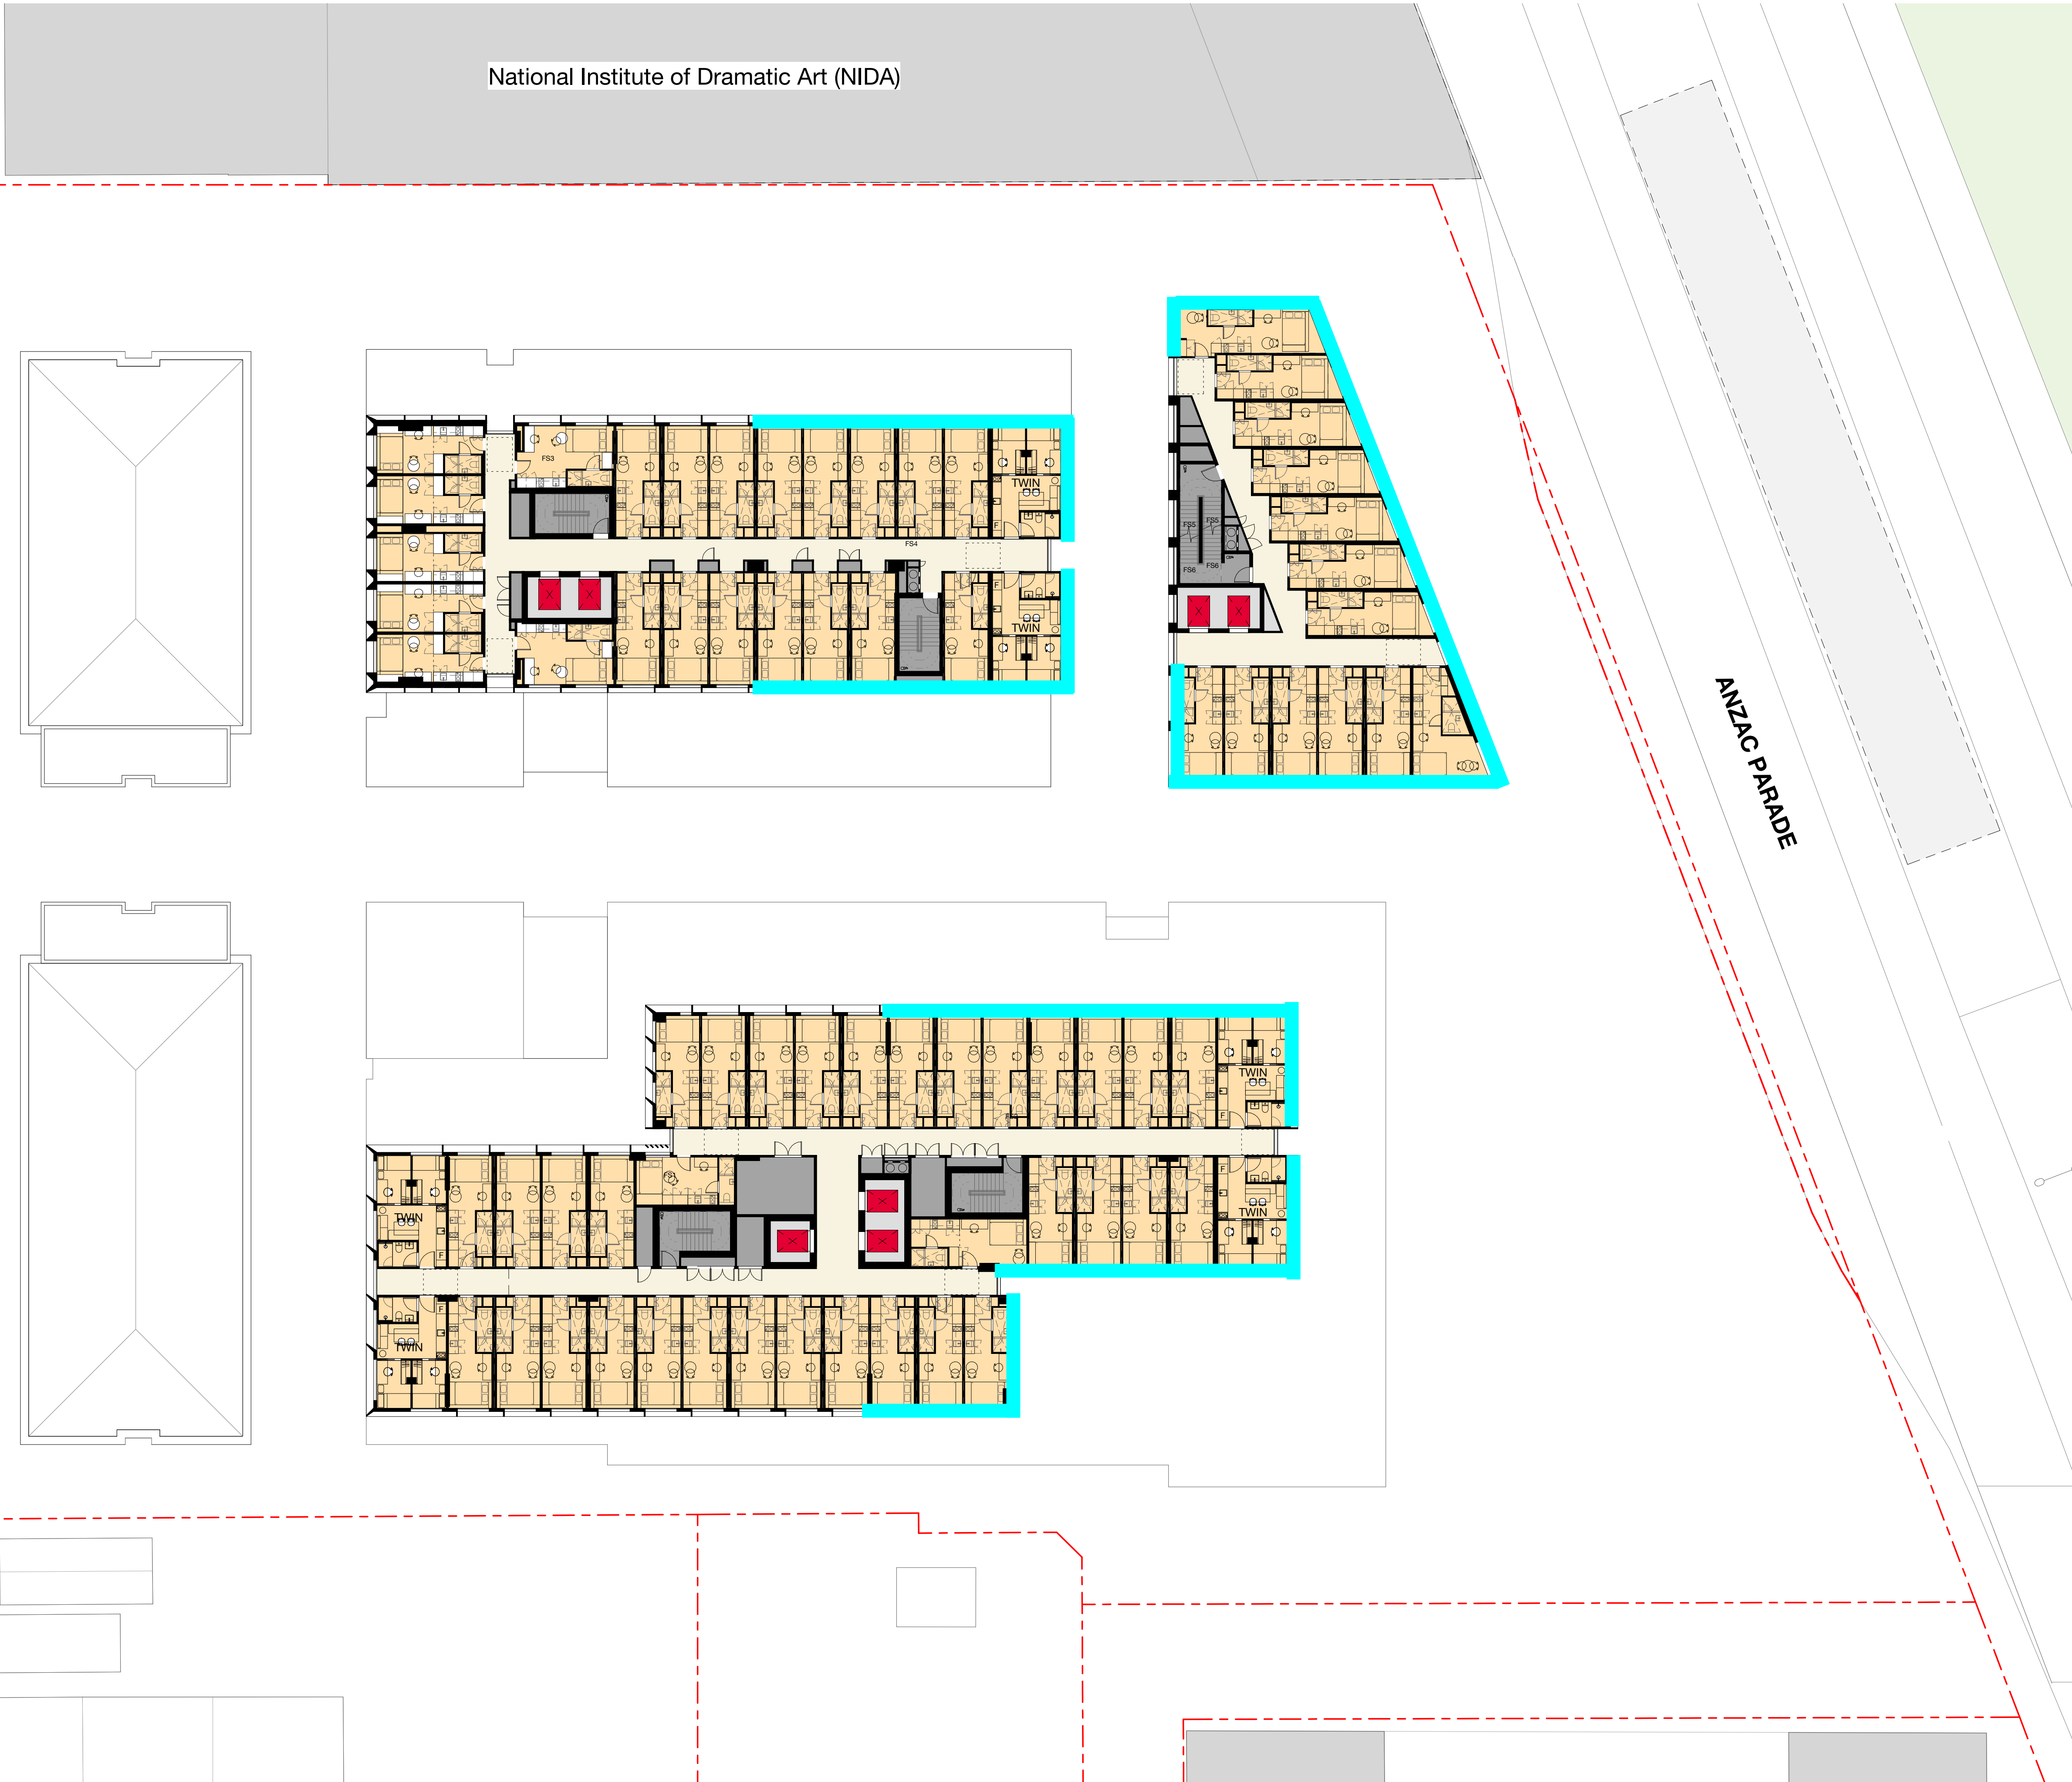 National Institute of Dramatic Art (NIDA)
FS3
TWIN
F
FS4
TWIN
FS5
FS5
FS6
FS6
ANZAC PARADE
TWIN
F
F
TWIN
F
F
TWIN
F
TWIN